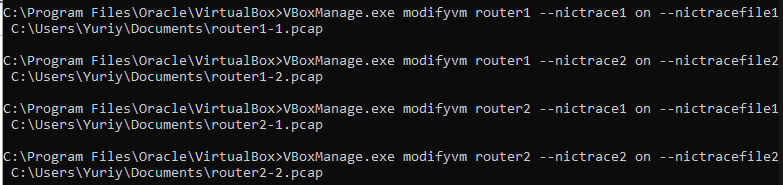 C:\Program Files\Oracle\VirtualBox>VBoxManage.exe modifyvm router1 --nictrace1 on --nictracefile1
C:\Users\Yuriy\Documents\router1-1.pcap
C:\Program Files\Oracle\VirtualBox>VBoxManage.exe modifyvm router1 --nictrace2 on --nictracefile2
C:\Users\Yuriy\Documents\router1-2.pcap
C:\Program Files\Oracle\VirtualBox>VBoxManage.exe modifyvm router2 --nictrace1 on --nictracefile1
C:\Users\Yuriy\Documents\router2-1.pcap
C:\Program Files\Oracle\VirtualBox>VBoxManage.exe modifyvm router2 --nictrace2 on --nictracefile2
C:\Users\Yuriy\Documents\router2-2.pcap